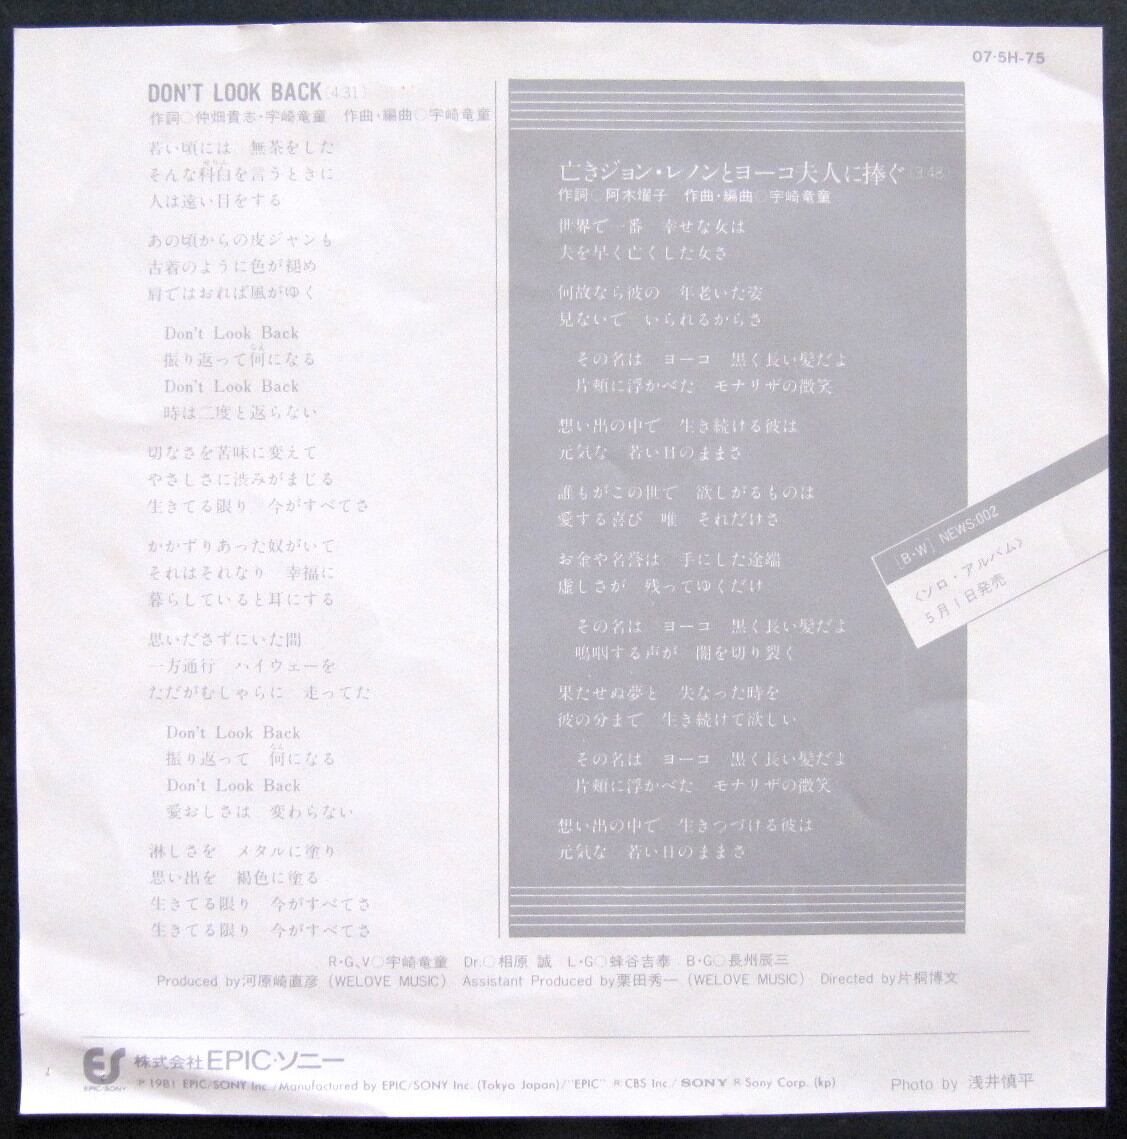 07·5H-75
DON'T LOOK BACK(4:31)
作詞○仲畑貴志・宇崎竜童　作曲・編曲○宇崎竜童
若い頃には　無茶をした
そんな科白を言うときに
人は遠い目をする
あの頃からの皮ジャンも
古着のように色が褪め
肩ではおれば風がゆく
Don't Look Back
振り返って何になる
Don't Look Back
時は二度と返らない
切なさを苦味に変えて
やさしさに渋みがまじる
生きてる限り　今がすべてさ
かかずりあった奴がいて
それはそれなり　幸福に
暮らしていると耳にする
思いださずにいた間
一方通行　ハイウェーを
ただがむしゃらに　走ってた
Don't Look Back
振り返って　何になる
Don't Look Back
愛おしさは　変わらない
淋しさを　メタルに塗り
思い出を　褐色に塗る
生きてる限り　今がすべてさ
生きてる限り　今がすべてさ
亡きジョン・レノンとヨーコ夫人に捧ぐ(3:48)
作詞○阿木燿子　作曲・編曲○宇崎竜童
世界で一番　幸せな女は
夫を早く亡くした女さ
何故なら彼の　年老いた姿
見ないで　いられるからさ
その名は　ヨーコ　黒く長い髪だよ
片頬に浮かべた　モナリザの微笑
想い出の中で　生き続ける彼は
元気な　若い日のままさ
誰もがこの世で　欲しがるものは
愛する喜び　唯　それだけさ
お金や名誉は　手にした途端
虚しさが　残ってゆくだけ
その名は　ヨーコ　黒く長い髪だよ
嗚咽する声が　闇を切り裂く
果たせぬ夢と　失なった時を
彼の分まで　生き続けて欲しい
その名は　ヨーコ　黒く長い髪だよ
片頬に浮かべた　モナリザの微笑
想い出の中で　生きつづける彼は
元気な　若い日のままさ
[B·W] NEWS:002
〈ソロ・アルバム〉
5月1日発売
R·G、V○宇崎竜童　Dr.○相原 誠　L·G○蜂谷吉泰　B·G○長州辰三
Produced by河原崎直彦 (WELOVE MUSIC)　Assistant Produced by栗田秀一 (WELOVE MUSIC)　Directed by片桐博文
ES 株式会社EPIC・ソニー
EPIC/SONY ℗1981 EPIC/SONY Inc./Manufactured by EPIC/SONY Inc. (Tokyo Japan)/"EPIC" ® CBS Inc./SONY ® Sony Corp. (kp)
Photo by 浅井慎平